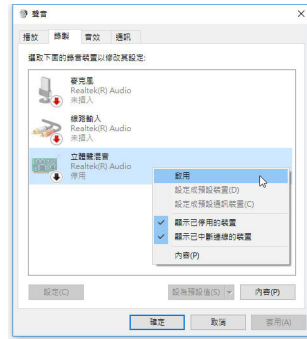 聲音
播放 錄製 音效 通訊
選取下面的錄音裝置以修改其設定:
麥克風
Realtek(R) Audio
未插入
線路輸入
Realtek(R) Audio
未插入
立體聲混音
Realtek(R) Audio
停用
啟用
設定成預設裝置(D)
設定成預設通訊裝置(C)
顯示已停用的裝置
顯示已中斷連線的裝置
內容(P)
設定(C) 設為預設值(S) 內容(P)
確定 取消 套用(A)